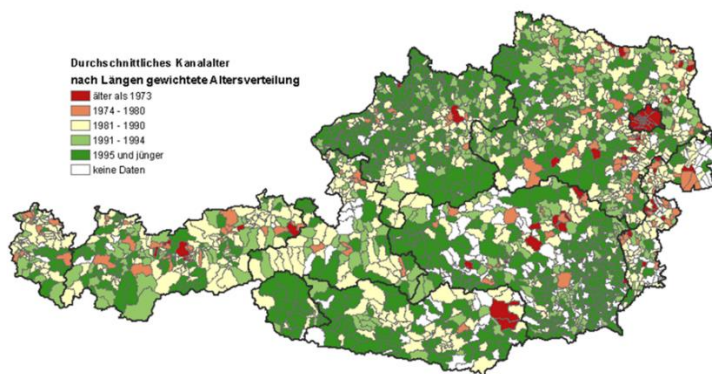 Durchschnittliches Kanalalter
nach Längen gewichtete Altersverteilung
älter als 1973
1974 - 1980
1981 - 1990
1991 - 1994
1995 und jünger
keine Daten